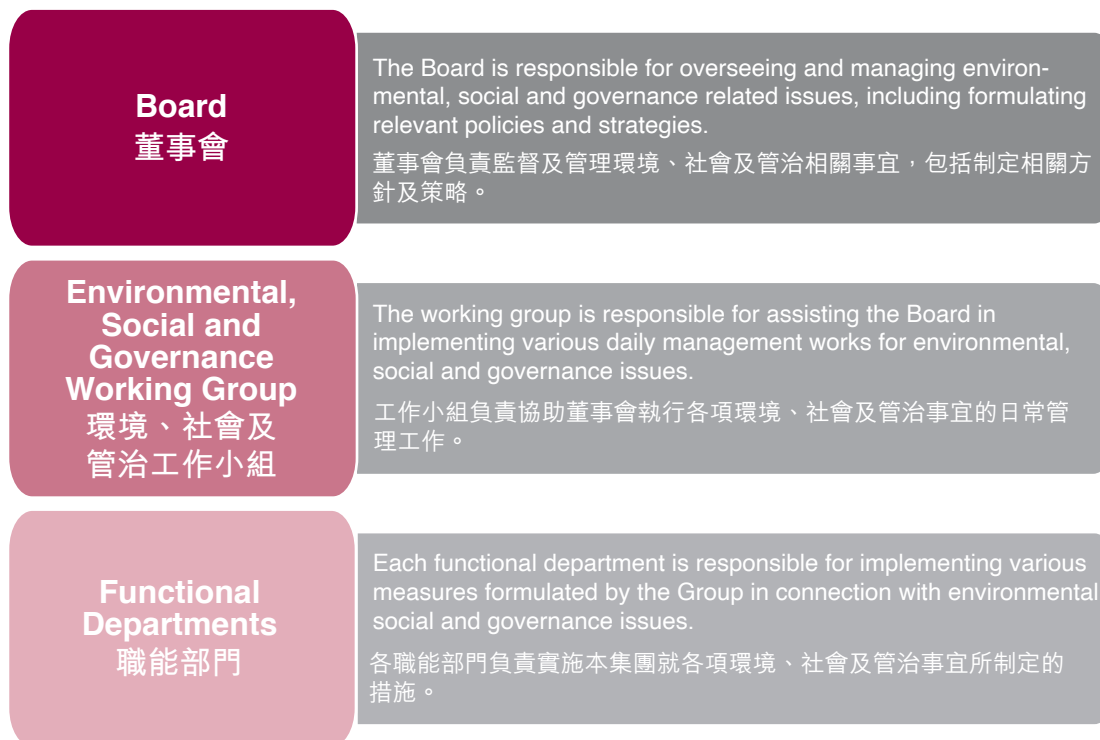 Board
董事會
The Board is responsible for overseeing and managing environ-
mental, social and governance related issues, including formulating
relevant policies and strategies.
董事會負責監督及管理環境、社會及管治相關事宜，包括制定相關方
針及策略。
Environmental,
Social and
Governance
Working Group
環境、社會及
管治工作小組
The working group is responsible for assisting the Board in
implementing various daily management works for environmental,
social and governance issues.
工作小組負責協助董事會執行各項環境、社會及管治事宜的日常管
理工作。
Functional
Departments
職能部門
Each functional department is responsible for implementing various
measures formulated by the Group in connection with environmental
social and governance issues.
各職能部門負責實施本集團就各項環境、社會及管治事宜所制定的
措施。